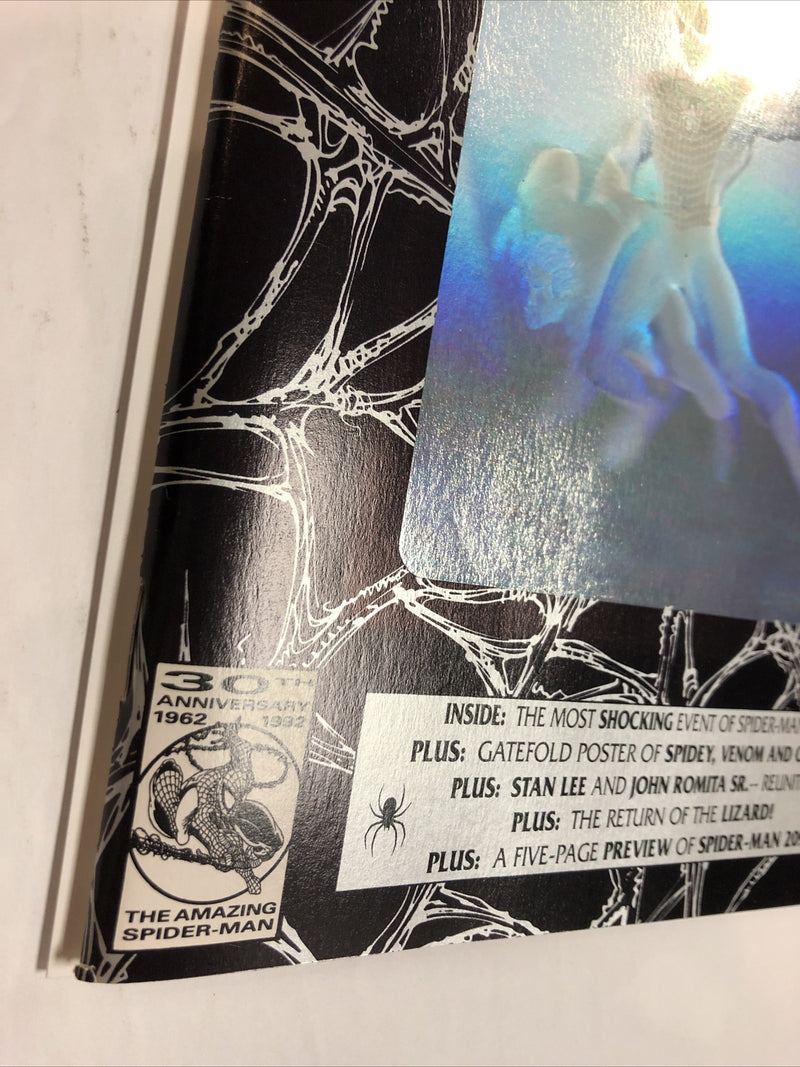 30TH
ANNIVERSARY
1962 1992
THE AMAZING
SPIDER-MAN
INSIDE: THE MOST SHOCKING EVENT OF SPIDER-MAN
PLUS: GATEFOLD POSTER OF SPIDEY, VENOM AND C
PLUS: STAN LEE AND JOHN ROMITA SR.-- REUNIT
PLUS: THE RETURN OF THE LIZARD!
PLUS: A FIVE-PAGE PREVIEW OF SPIDER-MAN 209